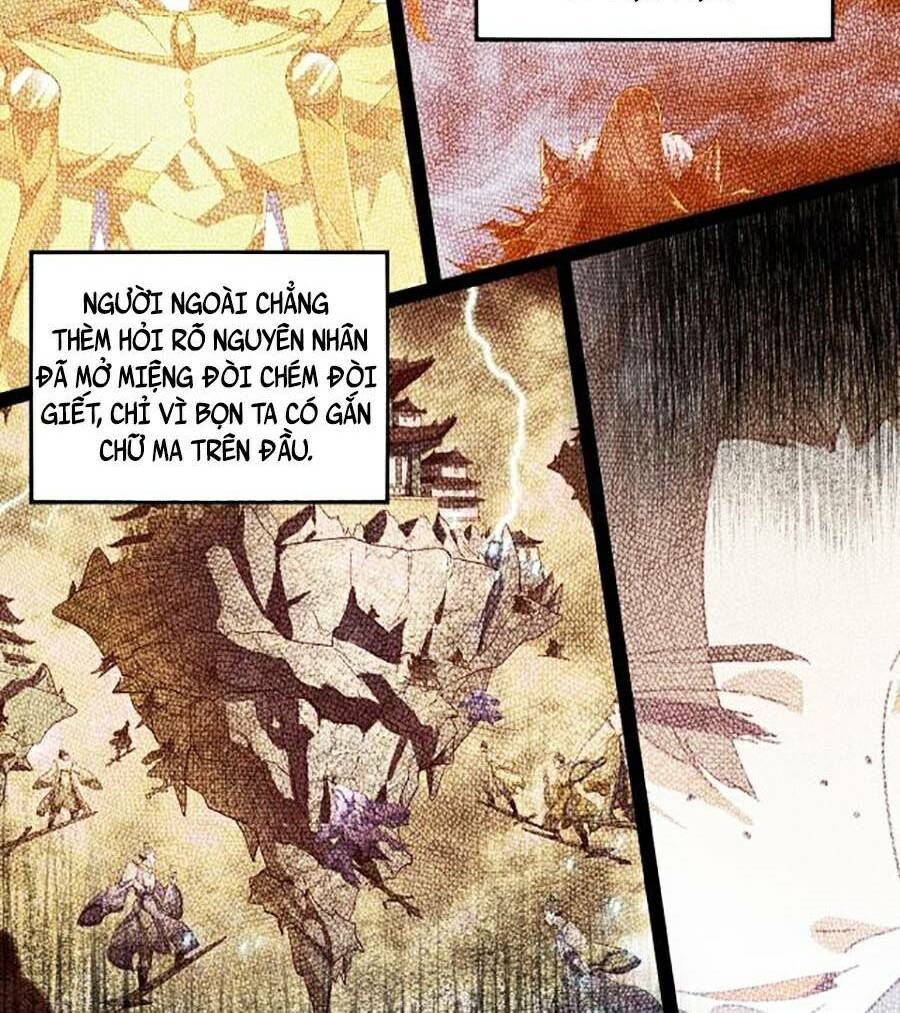 NGƯỜI NGOÀI CHẲNG
THÈM HỎI RÕ NGUYÊN NHÂN
ĐÃ MỞ MIỆNG ĐÒI CHÉM ĐÒI
GIẾT, CHỈ VÌ BỌN TA CÓ GẮN
CHỮ MA TRÊN ĐẦU.